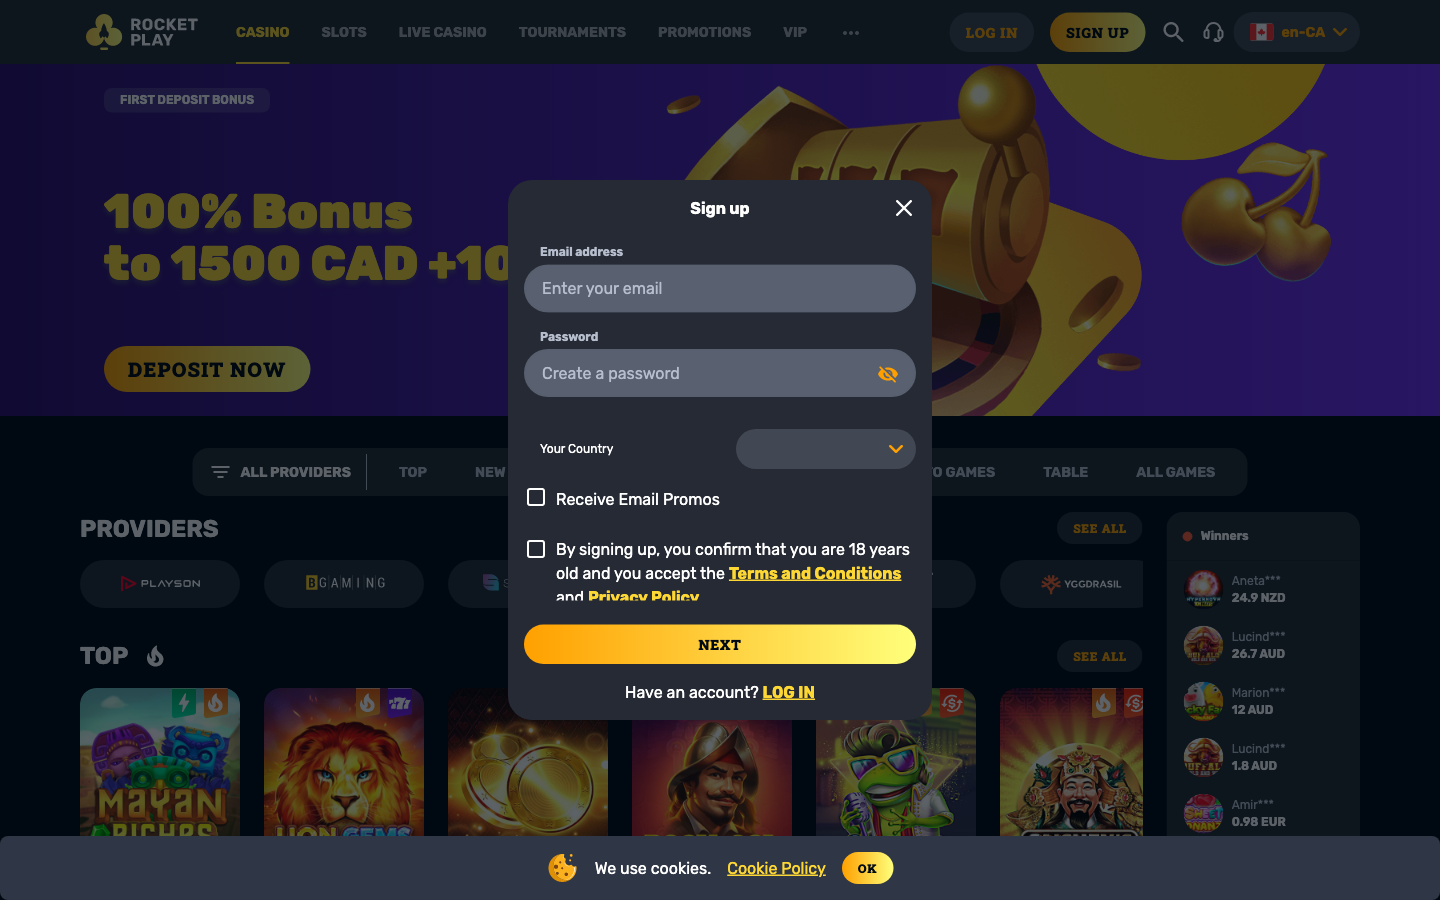 ROCKET
PLAY
CASINO
SLOTS
LIVE CASINO
TOURNAMENTS
PROMOTIONS
VIP
•••
LOG IN
SIGN UP
en-CA
FIRST DEPOSIT BONUS
100% Bonus
to 1500 CAD +10
DEPOSIT NOW
Sign up
Email address
Enter your email
Password
Create a password
Your Country
Receive Email Promos
By signing up, you confirm that you are 18 years
old and you accept the Terms and Conditions
and Privacy Policy
NEXT
Have an account? LOG IN
ALL PROVIDERS
TOP
NEW
O GAMES
TABLE
ALL GAMES
PROVIDERS
SEE ALL
PLAYSON
BGAMING
YGGDRASIL
TOP
SEE ALL
MAYAN
RICHES
LION GEMS
777
Winners
Aneta***
24.9 NZD
Lucind***
26.7 AUD
Marion***
12 AUD
Lucind***
1.8 AUD
Amir***
0.98 EUR
We use cookies. Cookie Policy
OK